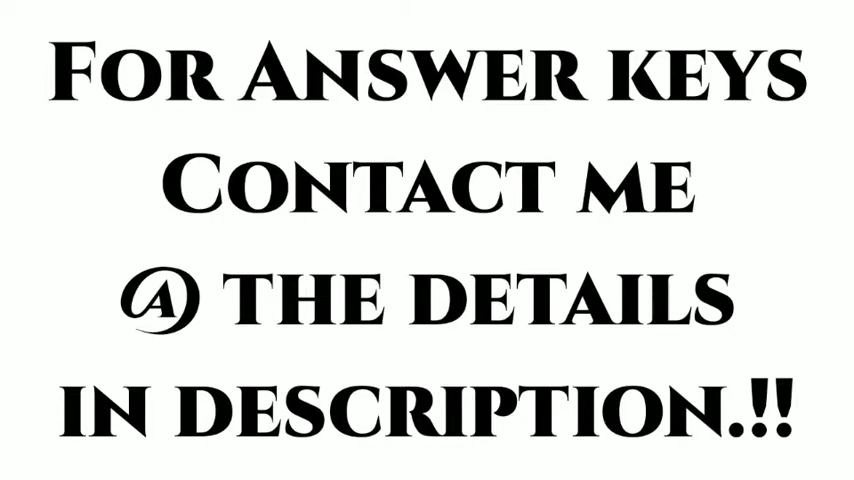 For Answer keys
Contact me
@ the details
in description.!!